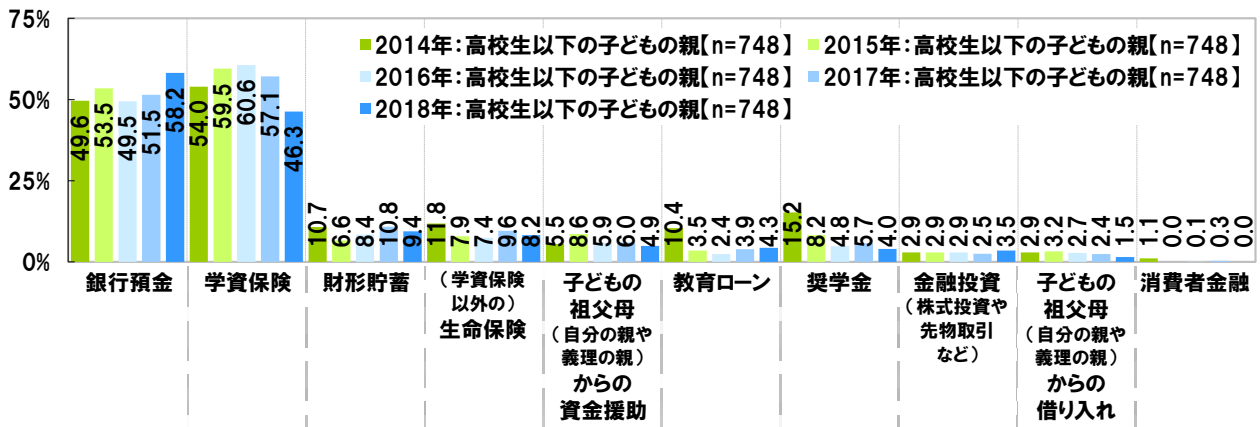 75%
■2014年：高校生以下の子どもの親【n=748】 ■2015年：高校生以下の子どもの親【n=748】
■2016年：高校生以下の子どもの親【n=748】 ■2017年：高校生以下の子どもの親【n=748】
■2018年：高校生以下の子どもの親【n=748】
50%
25%
0%
49.6 53.5 49.5 51.5 58.2
54.0 59.5 60.6 57.1 46.3
10.7 6.6 8.4 10.8 9.4
11.8 7.9 7.4 9.6 8.2
5.5 8.6 5.9 6.0 4.9
10.4 3.5 2.4 3.9 4.3
15.2 8.2 4.8 5.7 4.0
2.9 2.9 2.9 2.5 3.5
2.9 3.2 2.7 2.4 1.5
1.1 0.0 0.1 0.3 0.0
銀行預金
学資保険
財形貯蓄
（学資保険
以外の）
生命保険
子どもの
祖父母
（自分の親や
義理の親）
からの
資金援助
教育ローン
奨学金
金融投資
（株式投資や
先物取引
など）
子どもの
祖父母
（自分の親や
義理の親）
からの
借り入れ
消費者金融